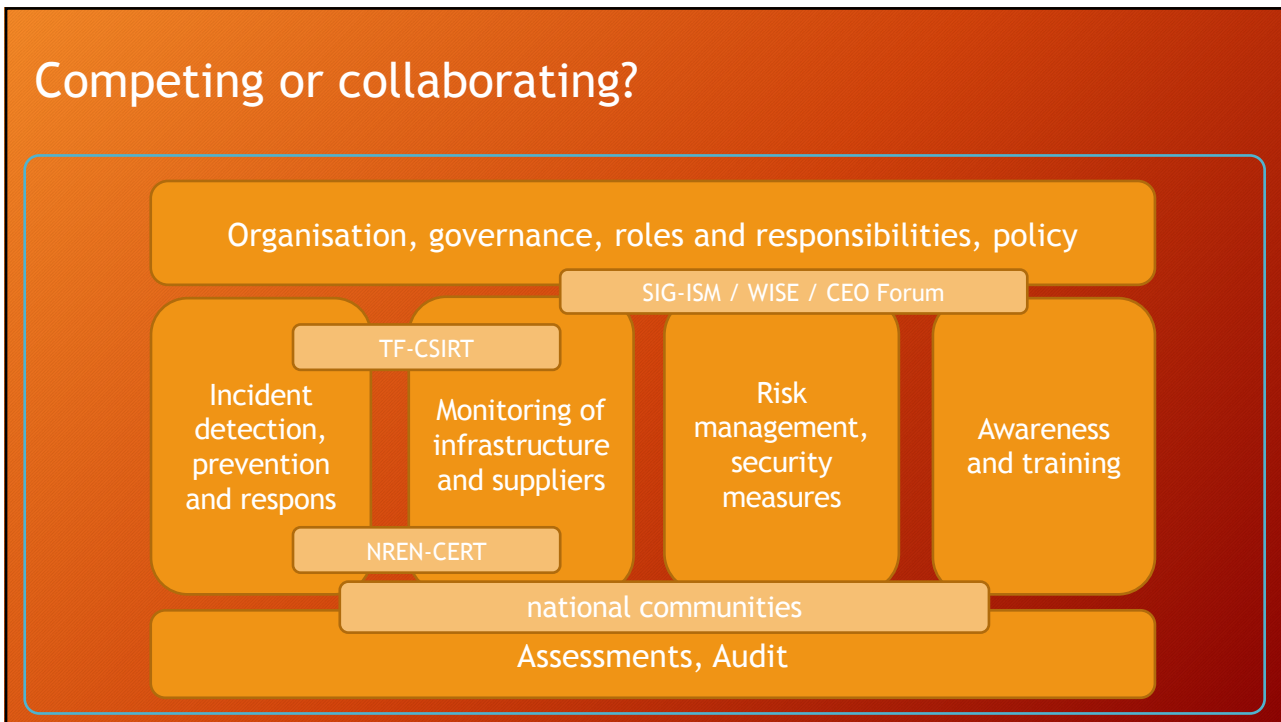 Competing or collaborating?
Organisation, governance, roles and responsibilities, policy
SIG-ISM / WISE / CEO Forum
TF-CSIRT
Incident
detection,
prevention
and respons
Monitoring of
infrastructure
and suppliers
Risk
management,
security
measures
Awareness
and training
NREN-CERT
national communities
Assessments, Audit